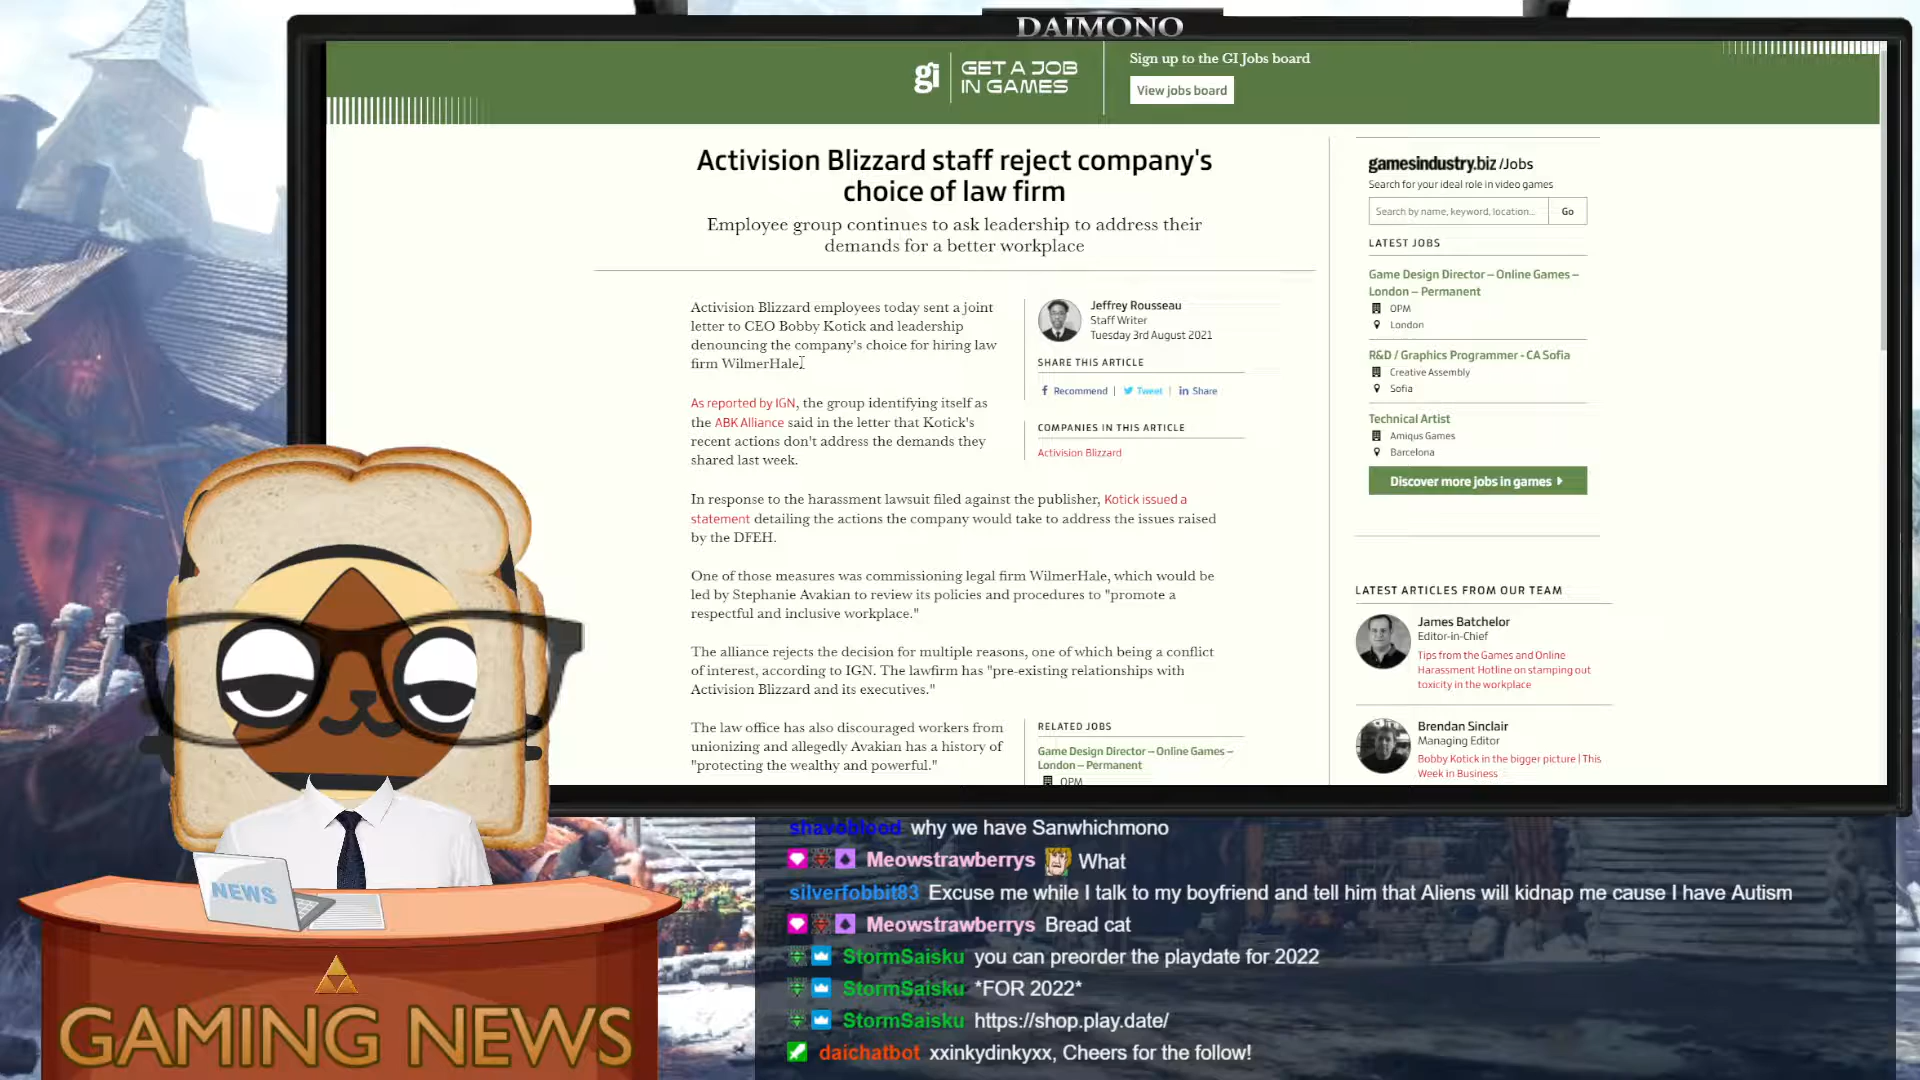 DAIMONO
gi
GET A JOB
IN GAMES
Sign up to the GI Jobs board
View jobs board
Activision Blizzard staff reject company's
choice of law firm
Employee group continues to ask leadership to address their
demands for a better workplace
Activision Blizzard employees today sent a joint
letter to CEO Bobby Kotick and leadership
denouncing the company's choice for hiring law
firm WilmerHale.
As reported by IGN, the group identifying itself as
the ABK Alliance said in the letter that Kotick's
recent actions don't address the demands they
shared last week.
In response to the harassment lawsuit filed against the publisher, Kotick issued a
statement detailing the actions the company would take to address the issues raised
by the DFEH.
One of those measures was commissioning legal firm WilmerHale, which would be
led by Stephanie Avakian to review its policies and procedures to "promote a
respectful and inclusive workplace."
The alliance rejects the decision for multiple reasons, one of which being a conflict
of interest, according to IGN. The lawfirm has "pre-existing relationships with
Activision Blizzard and its executives."
The law office has also discouraged workers from
unionizing and allegedly Avakian has a history of
"protecting the wealthy and powerful."
Jeffrey Rousseau
Staff Writer
Tuesday 3rd August 2021
SHARE THIS ARTICLE
Recommend | Tweet | in Share
COMPANIES IN THIS ARTICLE
Activision Blizzard
RELATED JOBS
Game Design Director – Online Games –
London – Permanent
OPM
gamesindustry.biz /Jobs
Search for your ideal role in video games
Search by name, keyword, location...
Go
LATEST JOBS
Game Design Director – Online Games –
London – Permanent
OPM
London
R&D / Graphics Programmer - CA Sofia
Creative Assembly
Sofia
Technical Artist
Amiqus Games
Barcelona
Discover more jobs in games
LATEST ARTICLES FROM OUR TEAM
James Batchelor
Editor-in-Chief
Tips from the Games and Online
Harassment Hotline on stamping out
toxicity in the workplace
Brendan Sinclair
Managing Editor
Bobby Kotick in the bigger picture | This
Week in Business
NEWS
GAMING NEWS
shavoblood why we have Sanwhichmono
Meowstrawberrys What
silverfobbit83 Excuse me while I talk to my boyfriend and tell him that Aliens will kidnap me cause I have Autism
Meowstrawberrys Bread cat
StormSaisku you can preorder the playdate for 2022
StormSaisku *FOR 2022*
StormSaisku https://shop.play.date/
daichatbot xxinkydinkyxx, Cheers for the follow!